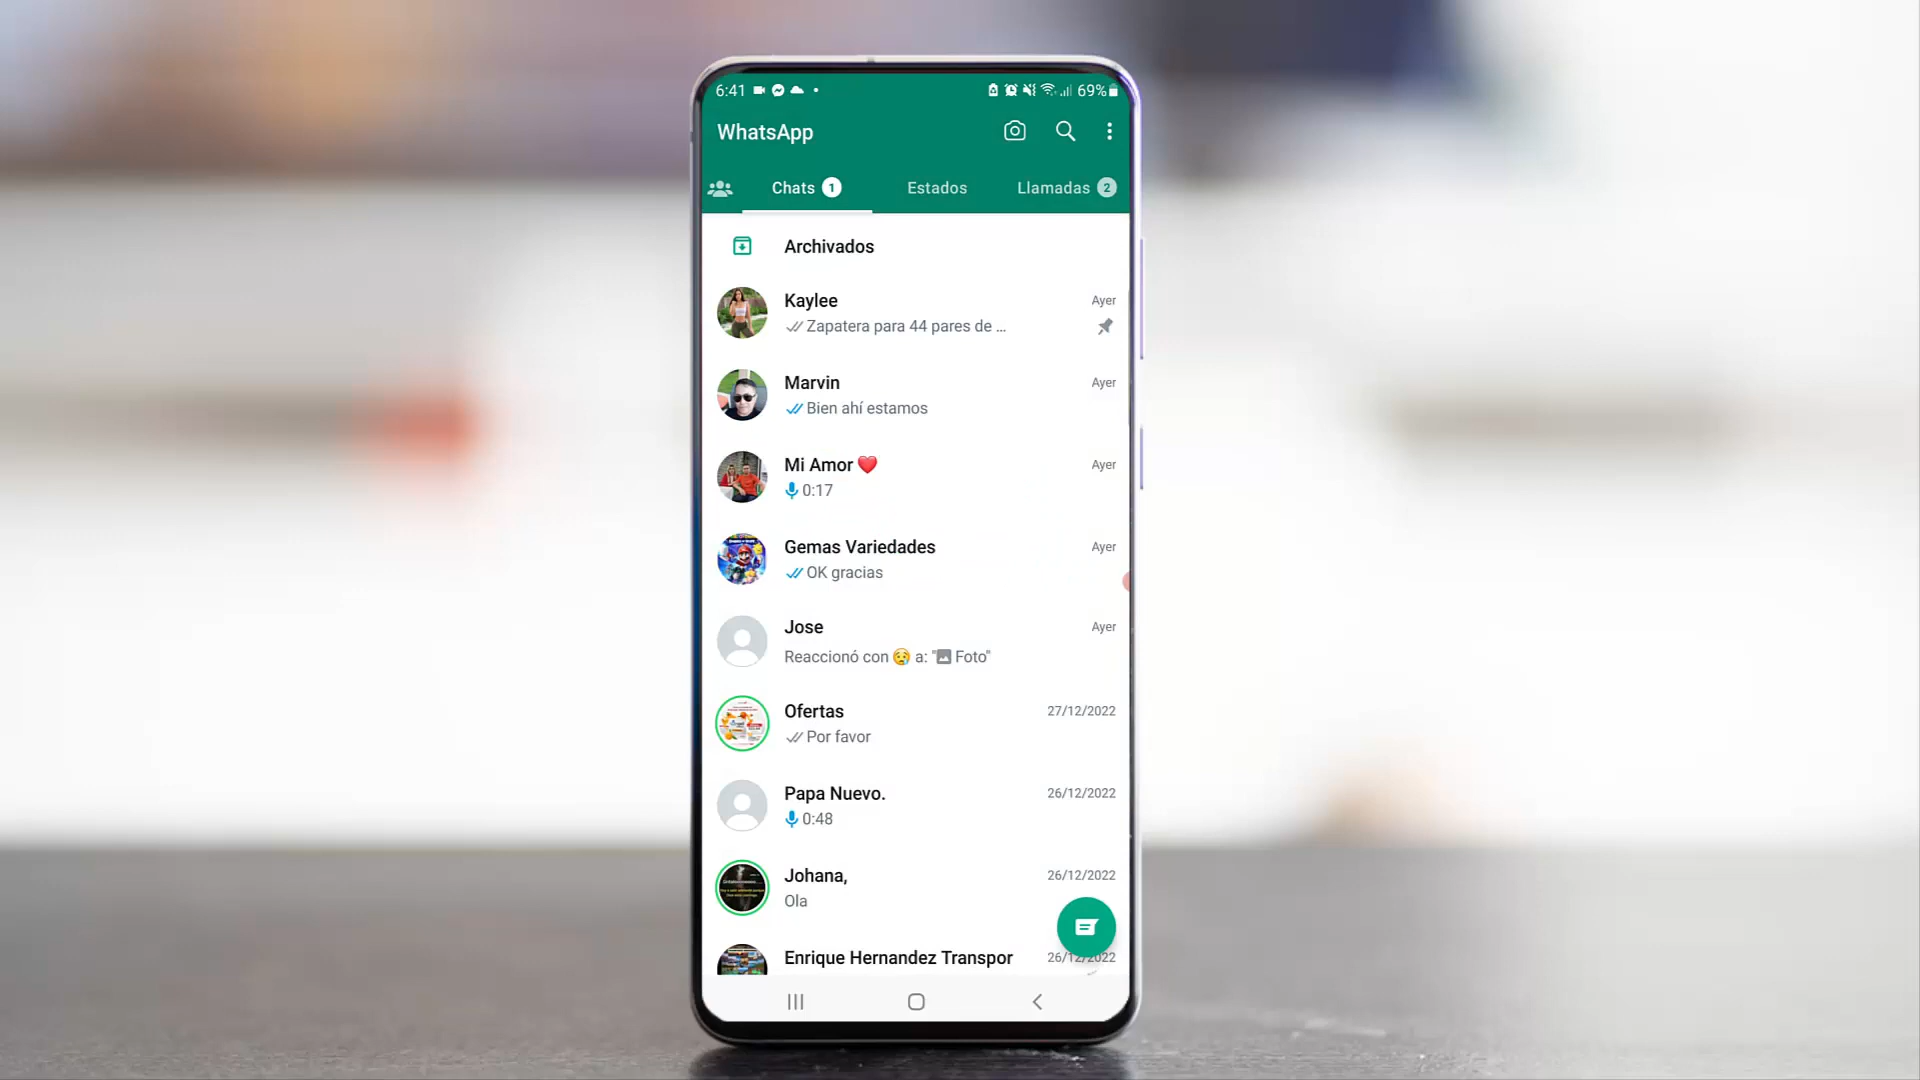 6:41 69%
WhatsApp
Chats 1 Estados Llamadas 2
Archivados
Kaylee Ayer
Zapatera para 44 pares de ...
Marvin Ayer
Bien ahí estamos
Mi Amor ❤️ Ayer
0:17
Gemas Variedades Ayer
OK gracias
Jose Ayer
Reaccionó con 😢 a: "Foto"
Ofertas 27/12/2022
Por favor
Papa Nuevo. 26/12/2022
0:48
Johana, 26/12/2022
Ola
Enrique Hernandez Transpor 26/12/2022